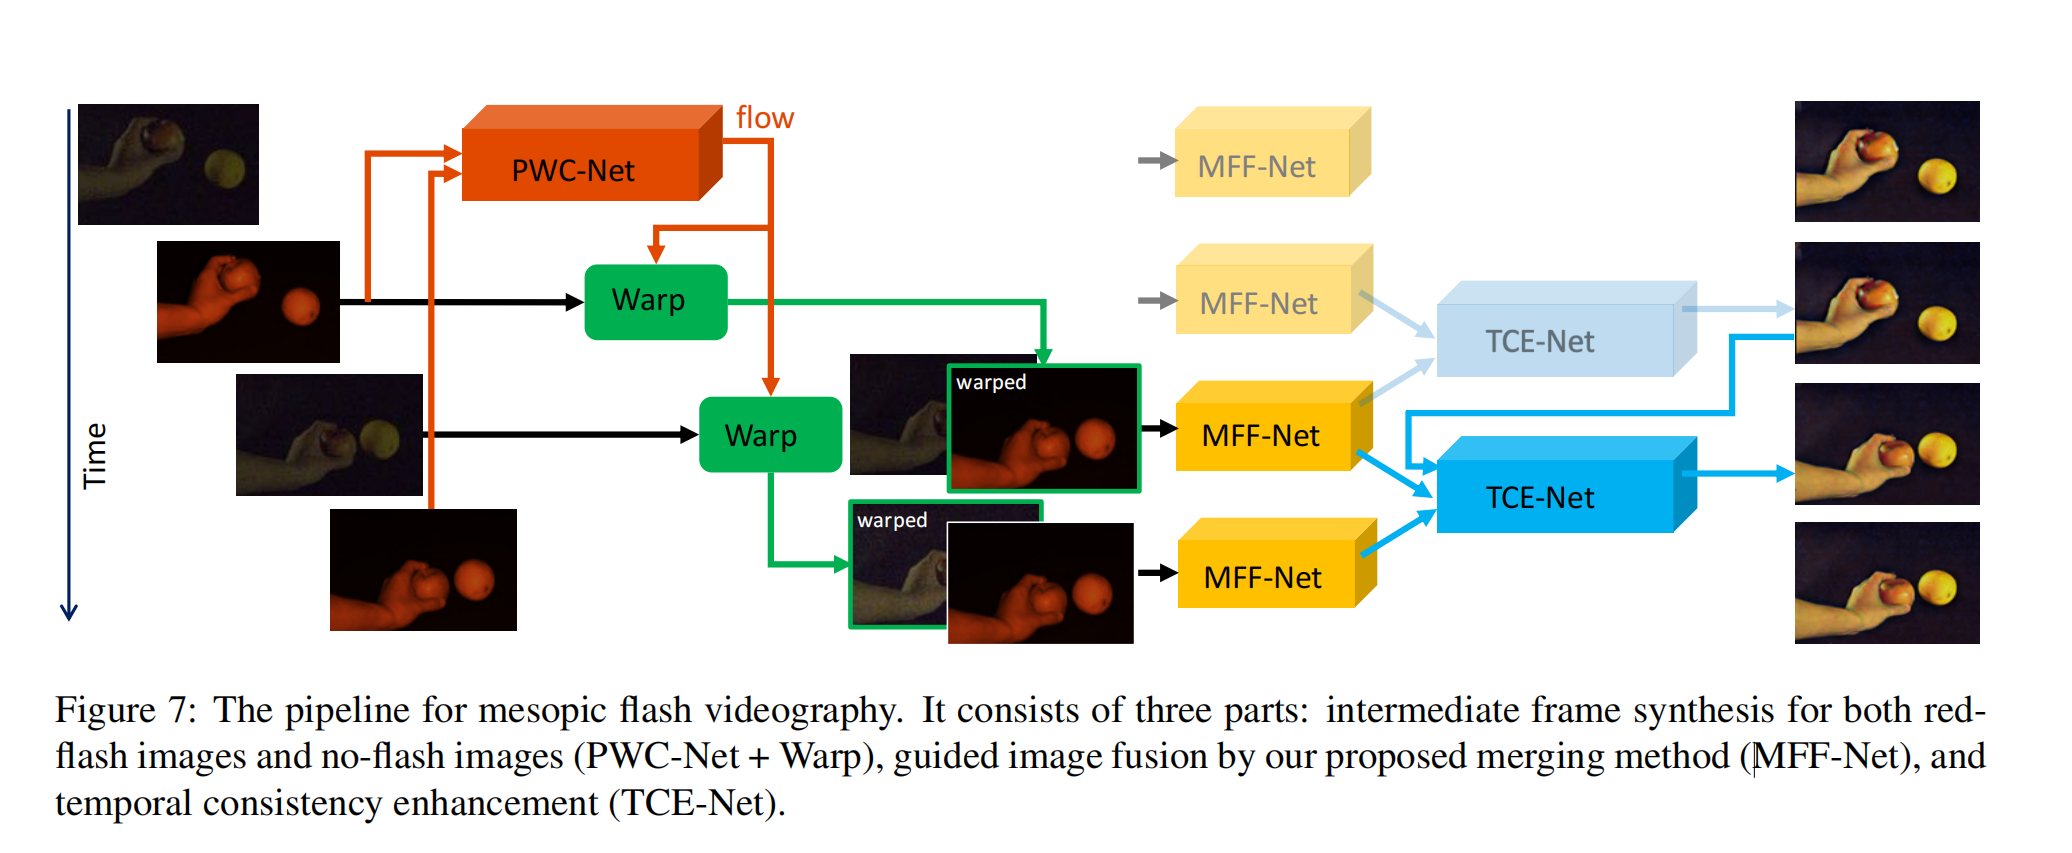 flow
PWC-Net
MFF-Net
Warp
MFF-Net
TCE-Net
warped
Time
Warp
MFF-Net
TCE-Net
warped
MFF-Net
Figure 7: The pipeline for mesopic flash videography. It consists of three parts: intermediate frame synthesis for both red-
flash images and no-flash images (PWC-Net + Warp), guided image fusion by our proposed merging method (MFF-Net), and
temporal consistency enhancement (TCE-Net).